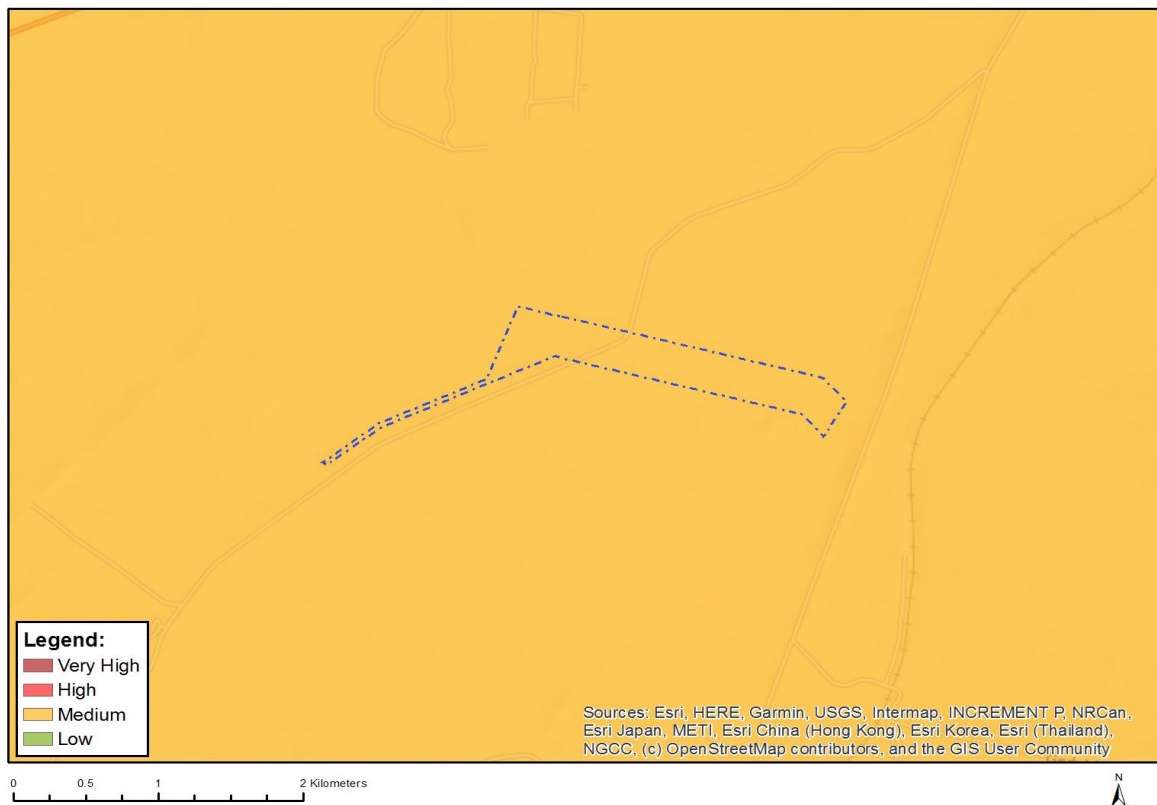 Legend:
Very High
High
Medium
Low
Sources: Esri, HERE, Garmin, USGS, Intermap, INCREMENT P, NRCan,
Esri Japan, METI, Esri China (Hong Kong), Esri Korea, Esri (Thailand),
NGCC, (c) OpenStreetMap contributors, and the GIS User Community
0 0.5 1 2 Kilometers
N